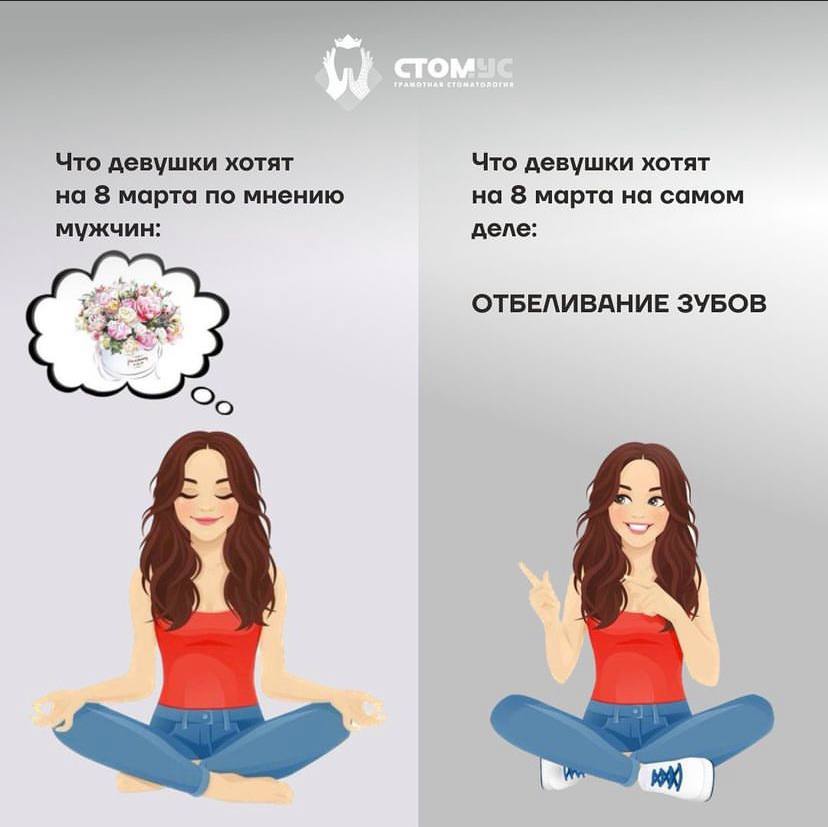 СТОМУС
ГРАМОТНАЯ СТОМАТОЛОГИЯ
Что девушки хотят
на 8 марта по мнению
мужчин:
Что девушки хотят
на 8 марта на самом
деле:
ОТБЕЛИВАНИЕ ЗУБОВ